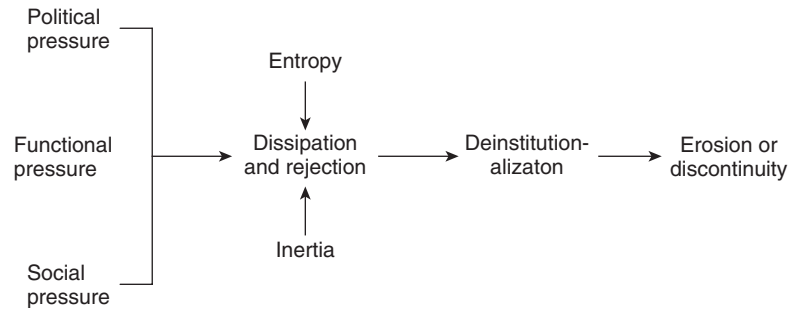 Political
pressure
Entropy
Functional
pressure
Dissipation
and rejection
Deinstitution-
alizaton
Erosion or
discontinuity
Inertia
Social
pressure